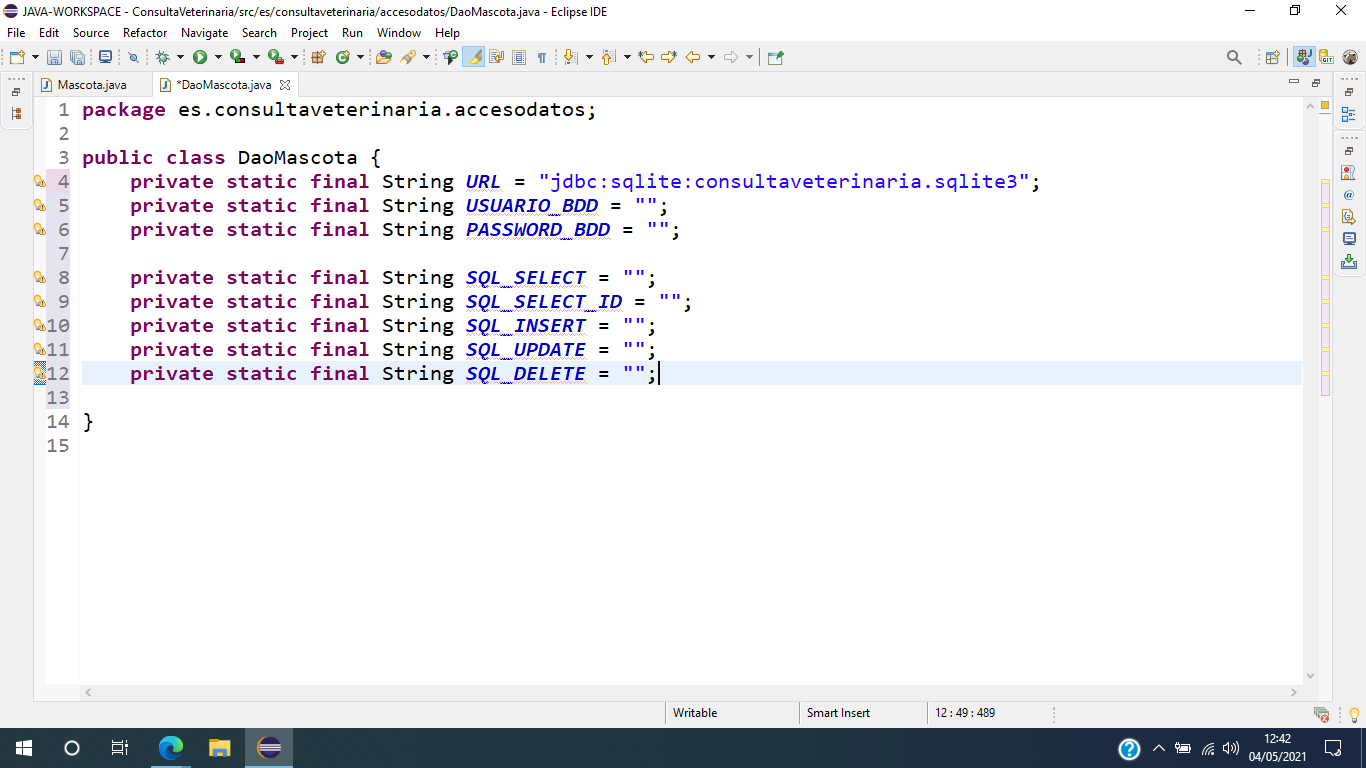 JAVA-WORKSPACE - ConsultaVeterinaria/src/es/consultaveterinaria/accesodatos/DaoMascota.java - Eclipse IDE
File Edit Source Refactor Navigate Search Project Run Window Help
Mascota.java *DaoMascota.java
1 package es.consultaveterinaria.accesodatos;
2
3 public class DaoMascota {
4 private static final String URL = "jdbc:sqlite:consultaveterinaria.sqlite3";
5 private static final String USUARIO_BDD = "";
6 private static final String PASSWORD_BDD = "";
7
8 private static final String SQL_SELECT = "";
9 private static final String SQL_SELECT_ID = "";
10 private static final String SQL_INSERT = "";
11 private static final String SQL_UPDATE = "";
12 private static final String SQL_DELETE = "";
13
14 }
15
Writable Smart Insert 12 : 49 : 489
12:42
04/05/2021